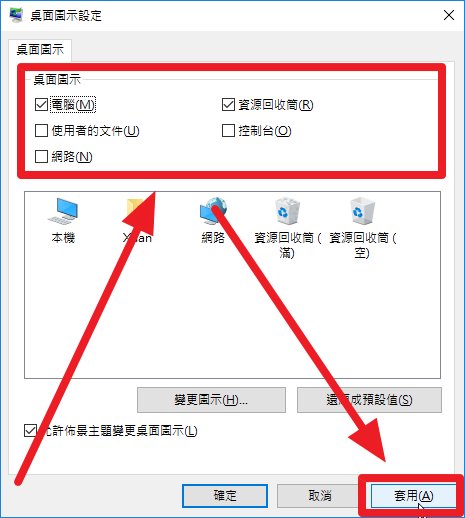 桌面圖示設定
桌面圖示
桌面圖示
電腦(M)
資源回收筒(R)
使用者的文件(U)
控制台(O)
網路(N)
本機
網路
資源回收筒 (滿)
資源回收筒 (空)
變更圖示(H)...
還原成預設值(S)
允許佈景主題變更桌面圖示(L)
確定
取消
套用(A)